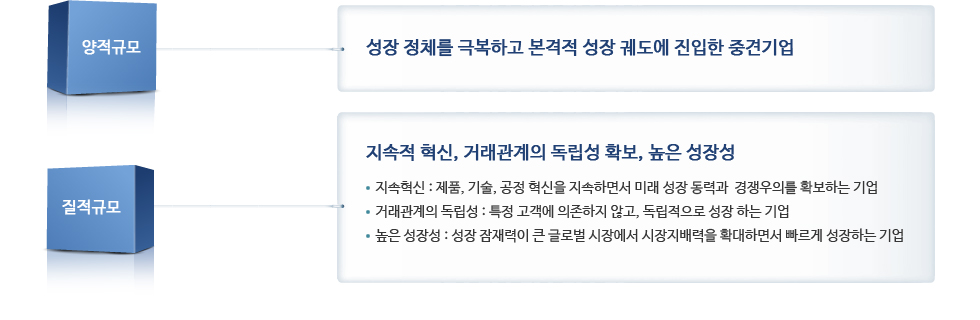 양적규모
성장 정체를 극복하고 본격적 성장 궤도에 진입한 중견기업
질적규모
지속적 혁신, 거래관계의 독립성 확보, 높은 성장성
• 지속혁신 : 제품, 기술, 공정 혁신을 지속하면서 미래 성장 동력과 경쟁우의를 확보하는 기업
• 거래관계의 독립성 : 특정 고객에 의존하지 않고, 독립적으로 성장 하는 기업
• 높은 성장성 : 성장 잠재력이 큰 글로벌 시장에서 시장지배력을 확대하면서 빠르게 성장하는 기업